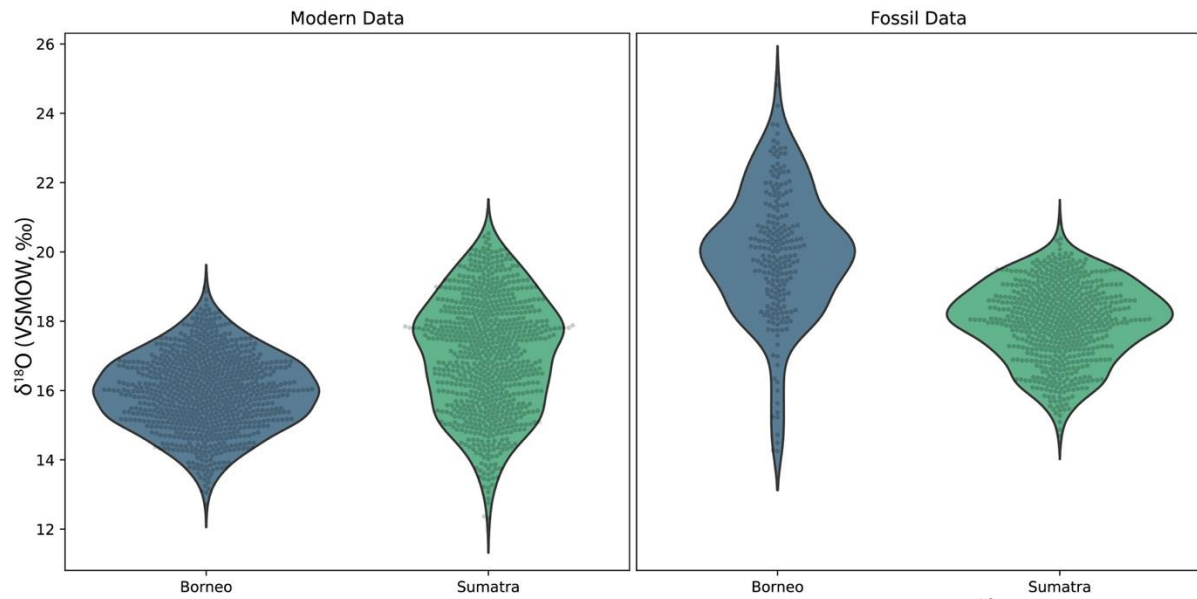 Modern Data
Fossil Data
δ¹⁸O (VSMOW, ‰)
26
24
22
20
18
16
14
12
Borneo
Sumatra
Borneo
Sumatra